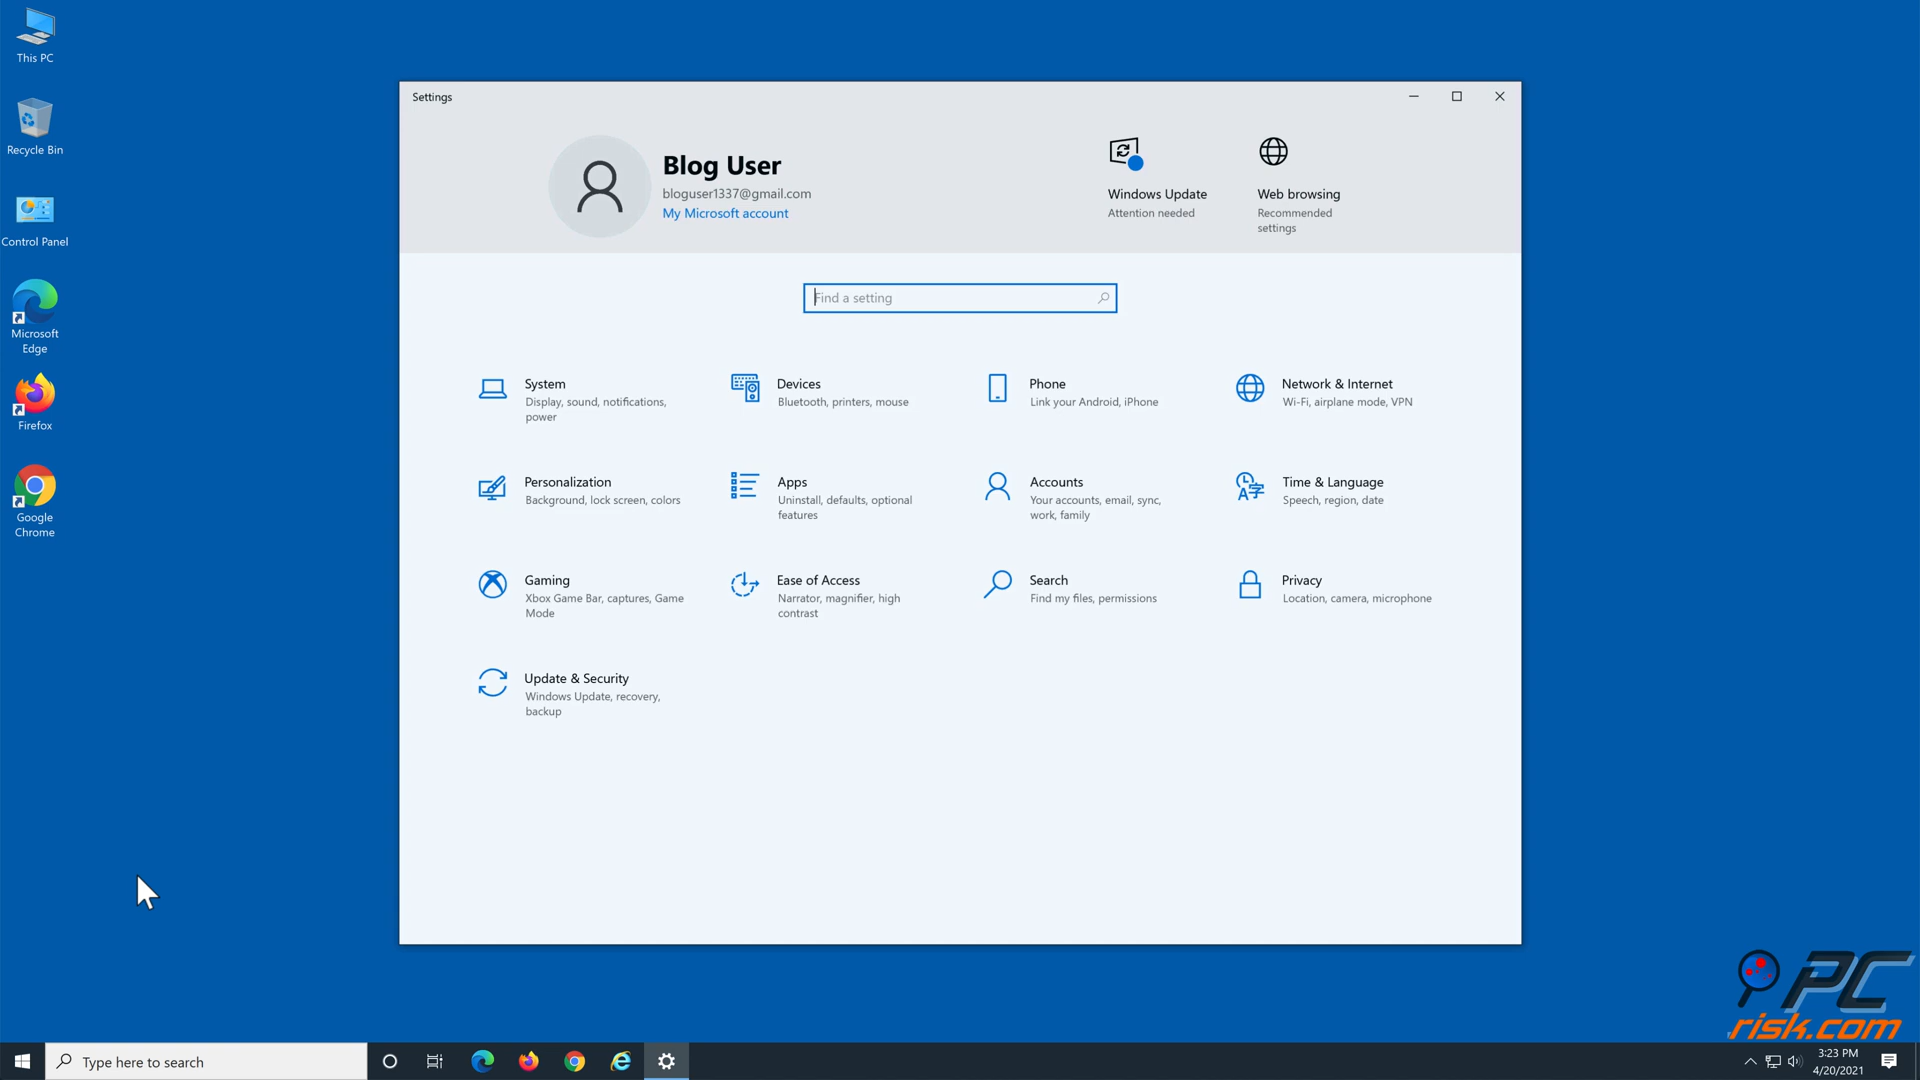 This PC
Recycle Bin
Control Panel
Microsoft
Edge
Firefox
Google
Chrome
Settings
Blog User
bloguser1337@gmail.com
My Microsoft account
Windows Update
Attention needed
Web browsing
Recommended
settings
Find a setting
System
Display, sound, notifications,
power
Devices
Bluetooth, printers, mouse
Phone
Link your Android, iPhone
Network & Internet
Wi-Fi, airplane mode, VPN
Personalization
Background, lock screen, colors
Apps
Uninstall, defaults, optional
features
Accounts
Your accounts, email, sync,
work, family
Time & Language
Speech, region, date
Gaming
Xbox Game Bar, captures, Game
Mode
Ease of Access
Narrator, magnifier, high
contrast
Search
Find my files, permissions
Privacy
Location, camera, microphone
Update & Security
Windows Update, recovery,
backup
PC
risk.com
Type here to search
3:23 PM
4/20/2021